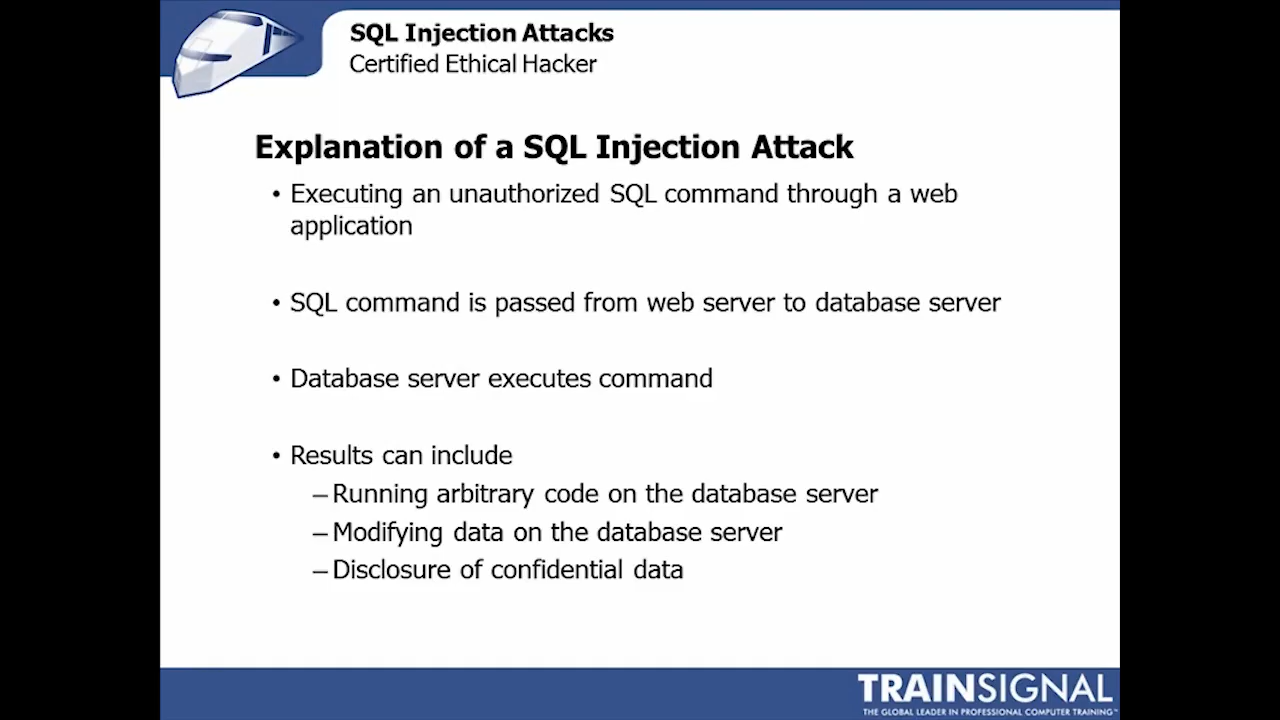 SQL Injection Attacks
Certified Ethical Hacker
Explanation of a SQL Injection Attack
• Executing an unauthorized SQL command through a web
application
• SQL command is passed from web server to database server
• Database server executes command
• Results can include
– Running arbitrary code on the database server
– Modifying data on the database server
– Disclosure of confidential data
TRAINSIGNAL
THE GLOBAL LEADER IN PROFESSIONAL COMPUTER TRAINING™